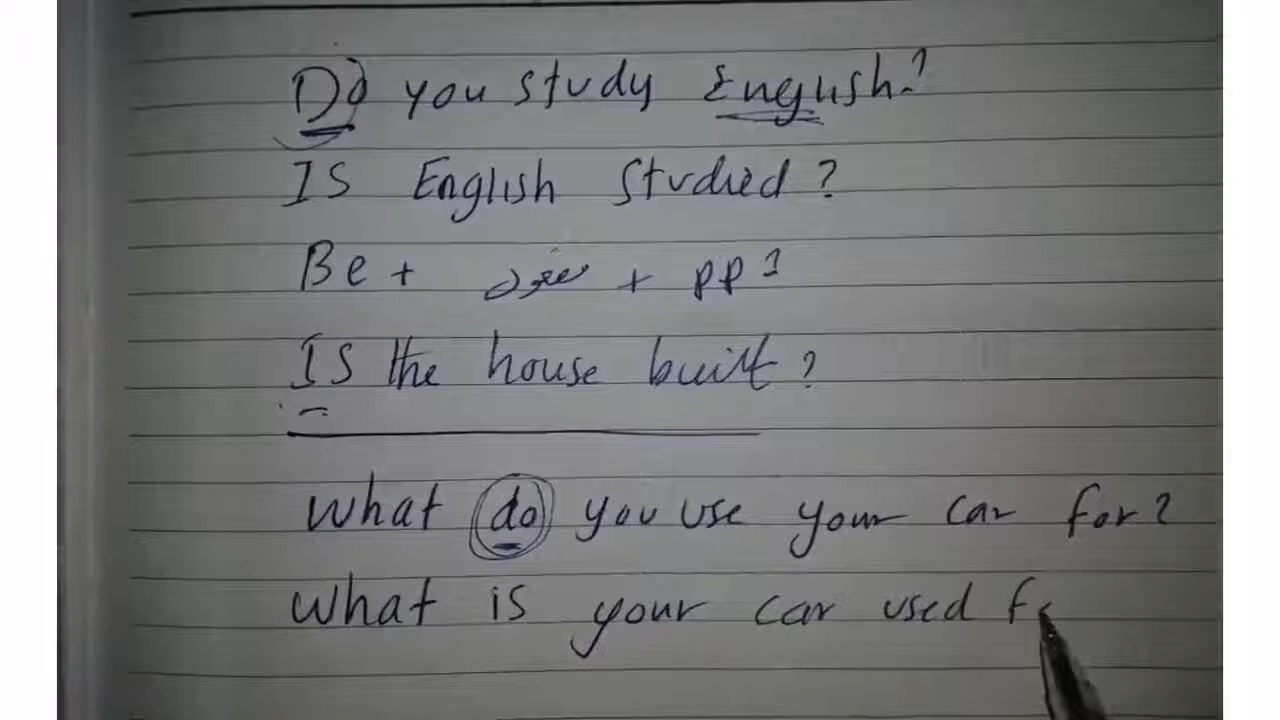 Do you study English?
Is English studied?
Be + مفعول + pp?
Is the house built?
What do you use your car for?
What is your car used f